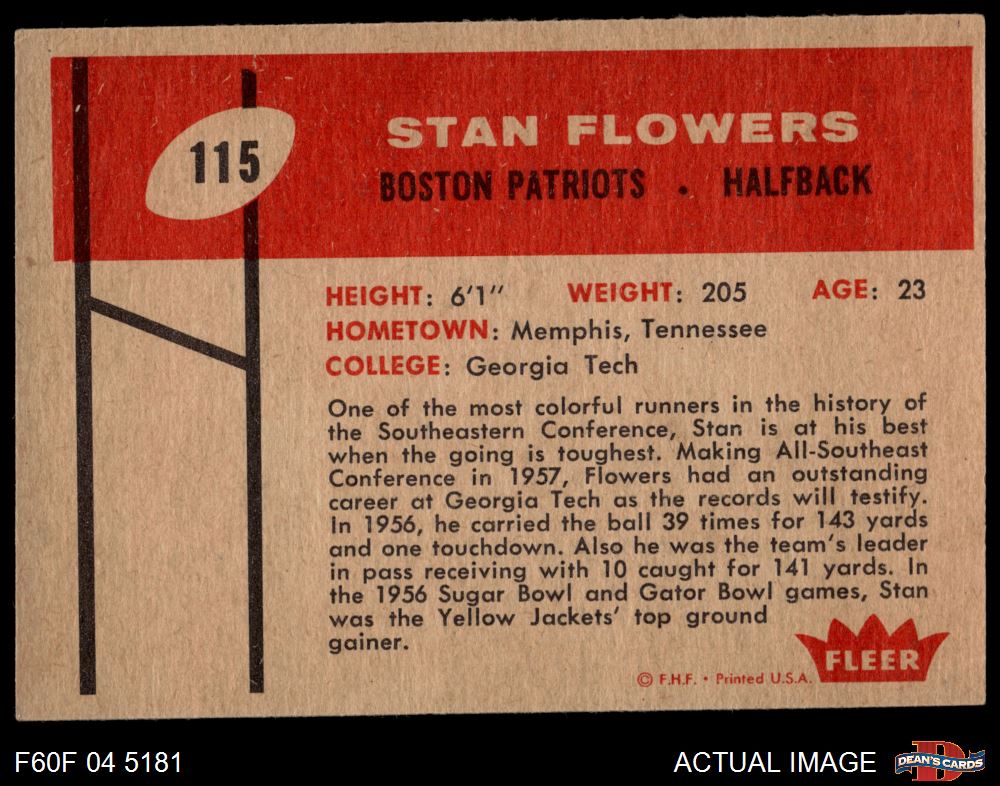 115
STAN FLOWERS
BOSTON PATRIOTS • HALFBACK
HEIGHT: 6'1" WEIGHT: 205 AGE: 23
HOMETOWN: Memphis, Tennessee
COLLEGE: Georgia Tech
One of the most colorful runners in the history of
the Southeastern Conference, Stan is at his best
when the going is toughest. Making All-Southeast
Conference in 1957, Flowers had an outstanding
career at Georgia Tech as the records will testify.
In 1956, he carried the ball 39 times for 143 yards
and one touchdown. Also he was the team's leader
in pass receiving with 10 caught for 141 yards. In
the 1956 Sugar Bowl and Gator Bowl games, Stan
was the Yellow Jackets' top ground
gainer.
FLEER
© F.H.F. • Printed U.S.A.
F60F 04 5181
ACTUAL IMAGE
D
DEAN'S CARDS